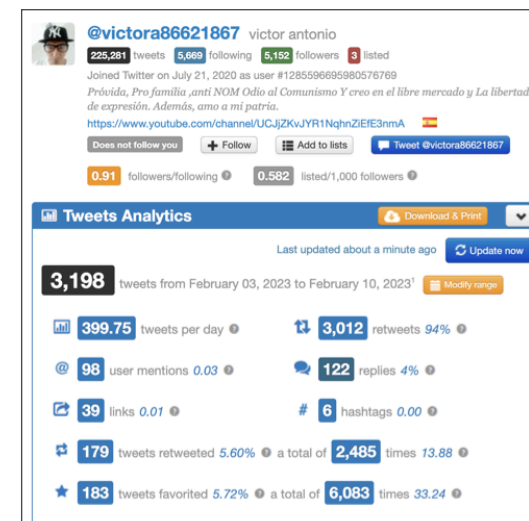 @victora86621867 victor antonio
225,281 tweets 5,669 following 5,152 followers 3 listed
Joined Twitter on July 21, 2020 as user #1285596695980576769
Próvida, Pro família ,anti NOM Odio al Comunismo Y creo en el libre mercado y La libertad
de expresión. Además, amo a mi patria.
https://www.youtube.com/channel/UCJjZKvJYR1NqhnZiEfE3nmA
Does not follow you Follow Add to lists Tweet @victora86621867
0.91 followers/following ? 0.582 listed/1,000 followers ?
Tweets Analytics Download & Print
Last updated about a minute ago Update now
3,198 tweets from February 03, 2023 to February 10, 2023¹ Modify range
399.75 tweets per day ? 3,012 retweets 94% ?
@ 98 user mentions 0.03 ? 122 replies 4% ?
39 links 0.01 ? # 6 hashtags 0.00 ?
179 tweets retweeted 5.60% ? a total of 2,485 times 13.88 ?
183 tweets favorited 5.72% ? a total of 6,083 times 33.24 ?